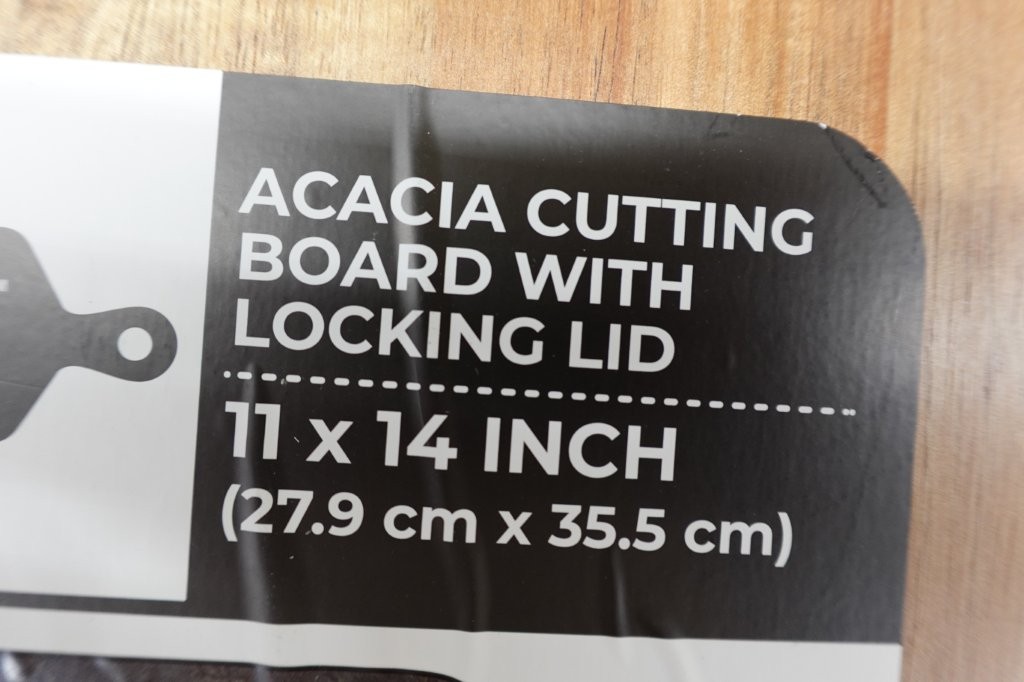 ACACIA CUTTING
BOARD WITH
LOCKING LID
11 x 14 INCH
(27.9 cm x 35.5 cm)